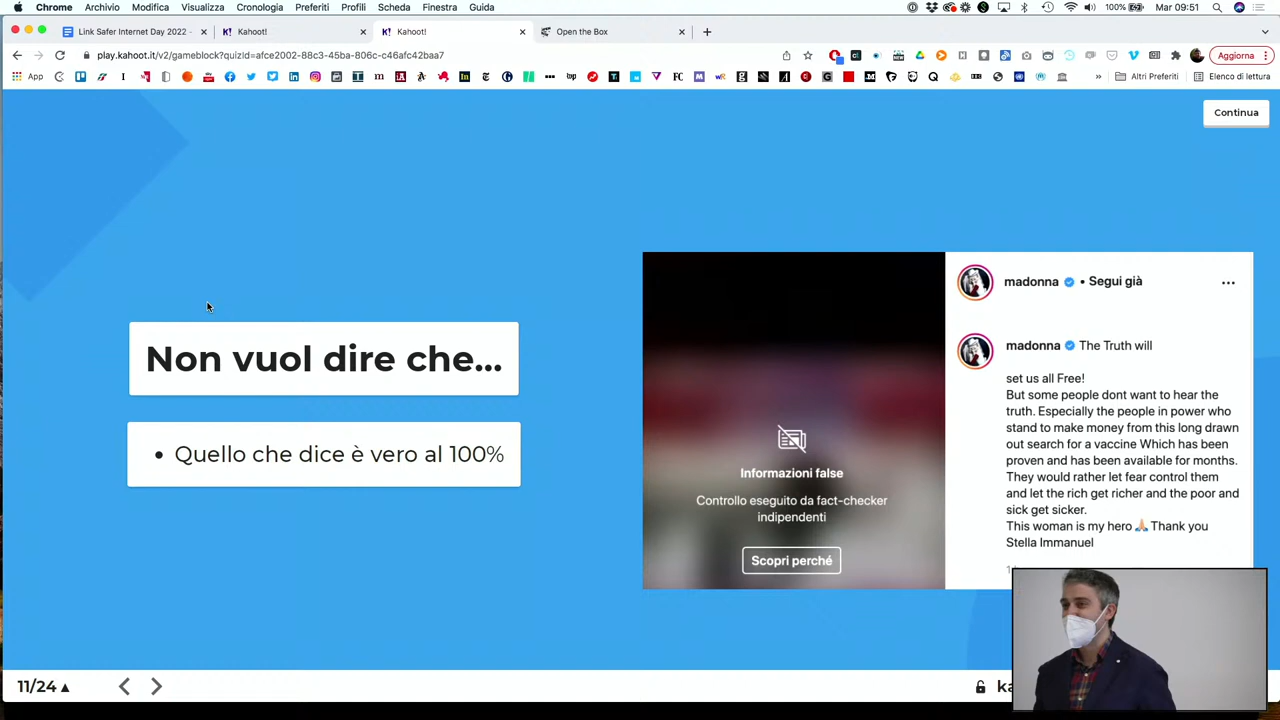 Chrome Archivio Modifica Visualizza Cronologia Preferiti Profili Scheda Finestra Guida
100% Mar 09:51
Link Safer Internet Day 2022 -
Kahoot!
Kahoot!
Open the Box
play.kahoot.it/v2/gameblock?quizId=afce2002-88c3-45ba-806c-c46afc42baa7
Aggiorna
App
Altri Preferiti
Elenco di lettura
Continua
Non vuol dire che...
• Quello che dice è vero al 100%
Informazioni false
Controllo eseguito da fact-checker
indipendenti
Scopri perché
madonna • Segui già
madonna The Truth will
set us all Free!
But some people dont want to hear the
truth. Especially the people in power who
stand to make money from this long drawn
out search for a vaccine Which has been
proven and has been available for months.
They would rather let fear control them
and let the rich get richer and the poor and
sick get sicker.
This woman is my hero 🙏🏼 Thank you
Stella Immanuel
11/24